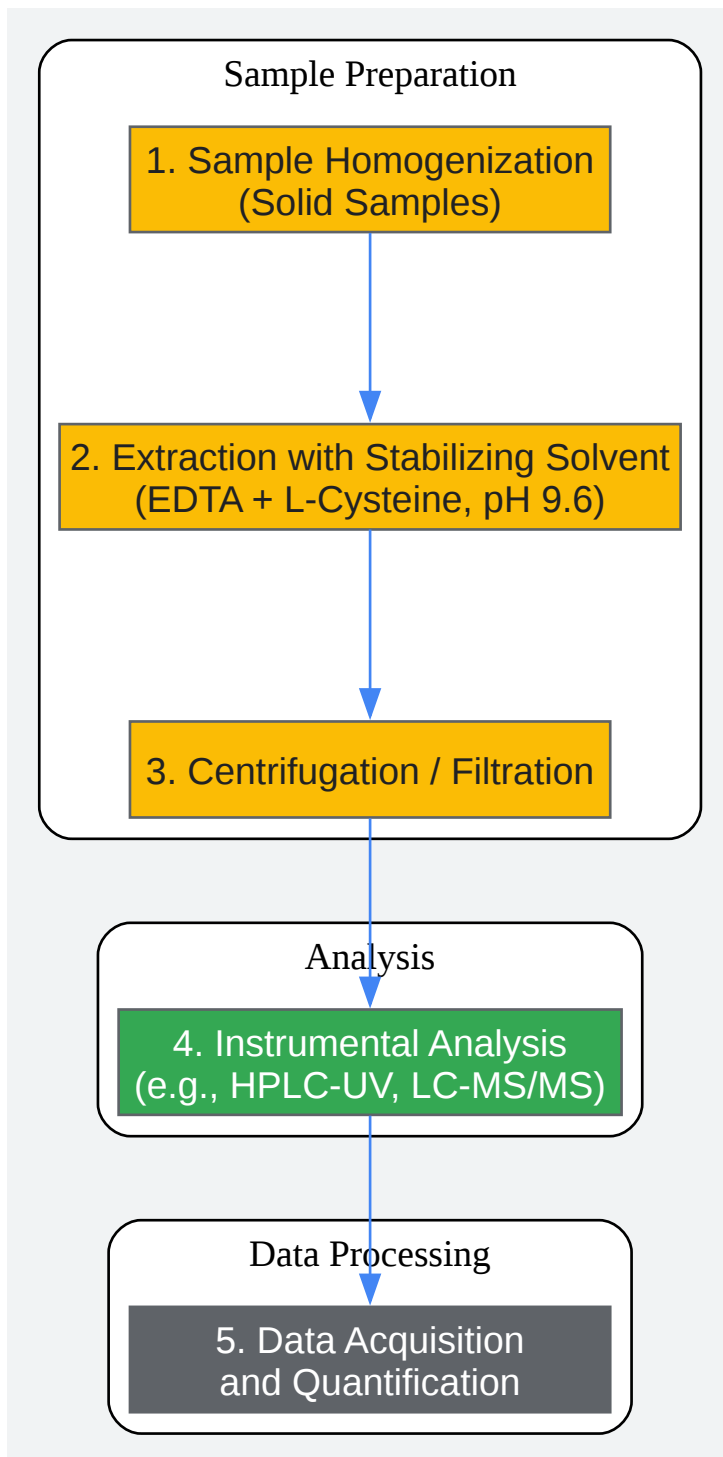 Sample Preparation
1. Sample Homogenization
(Solid Samples)
2. Extraction with Stabilizing Solvent
(EDTA + L-Cysteine, pH 9.6)
3. Centrifugation / Filtration
Analysis
4. Instrumental Analysis
(e.g., HPLC-UV, LC-MS/MS)
Data Processing
5. Data Acquisition
and Quantification